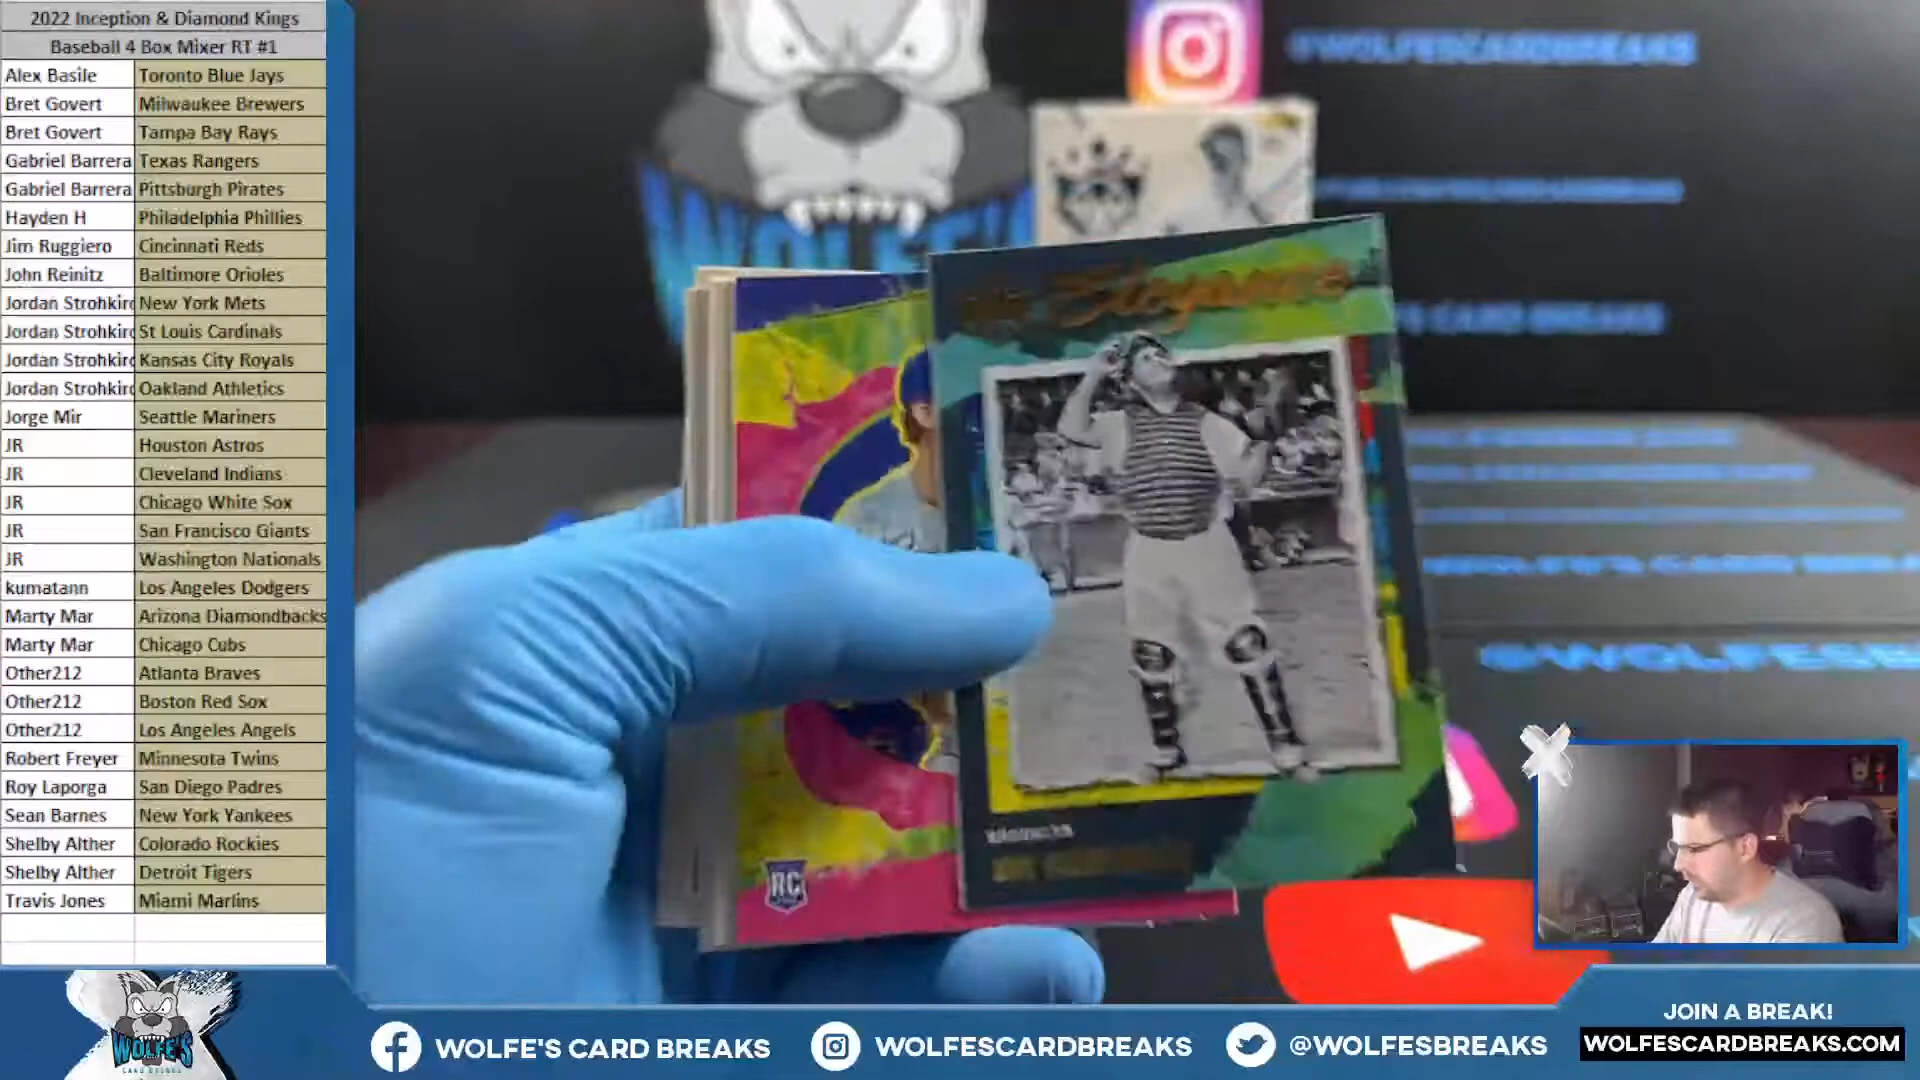 2022 Inception & Diamond Kings
Baseball 4 Box Mixer RT #1
Alex Basile Toronto Blue Jays
Bret Govert Milwaukee Brewers
Bret Govert Tampa Bay Rays
Gabriel Barrera Texas Rangers
Gabriel Barrera Pittsburgh Pirates
Hayden H Philadelphia Phillies
Jim Ruggiero Cincinnati Reds
John Reinitz Baltimore Orioles
Jordan Strohkirc New York Mets
Jordan Strohkirc St Louis Cardinals
Jordan Strohkirc Kansas City Royals
Jordan Strohkirc Oakland Athletics
Jorge Mir Seattle Mariners
JR Houston Astros
JR Cleveland Indians
JR Chicago White Sox
JR San Francisco Giants
JR Washington Nationals
kumatann Los Angeles Dodgers
Marty Mar Arizona Diamondbacks
Marty Mar Chicago Cubs
Other212 Atlanta Braves
Other212 Boston Red Sox
Other212 Los Angeles Angels
Robert Freyer Minnesota Twins
Roy Laporga San Diego Padres
Sean Barnes New York Yankees
Shelby Alther Colorado Rockies
Shelby Alther Detroit Tigers
Travis Jones Miami Marlins
@WOLFESCARDBREAKS
WOLFE'S
Elegance
RC
WOLFE'S
CARD BREAKS
WOLFE'S CARD BREAKS
WOLFESCARDBREAKS
@WOLFESBREAKS
JOIN A BREAK!
WOLFESCARDBREAKS.COM